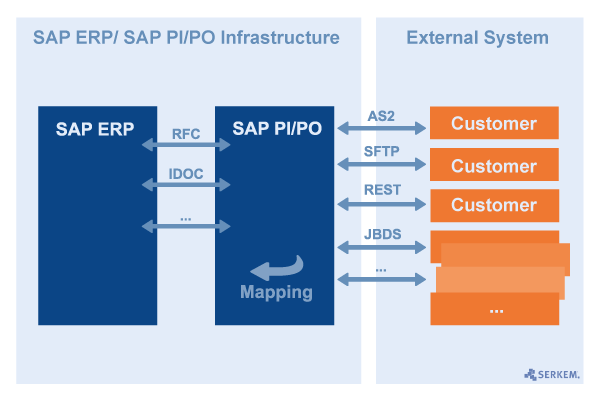 SAP ERP/ SAP PI/PO Infrastructure
External System
SAP ERP
RFC
IDOC
...
SAP PI/PO
Mapping
AS2
SFTP
REST
JBDS
...
Customer
Customer
Customer
...
SERKEM.